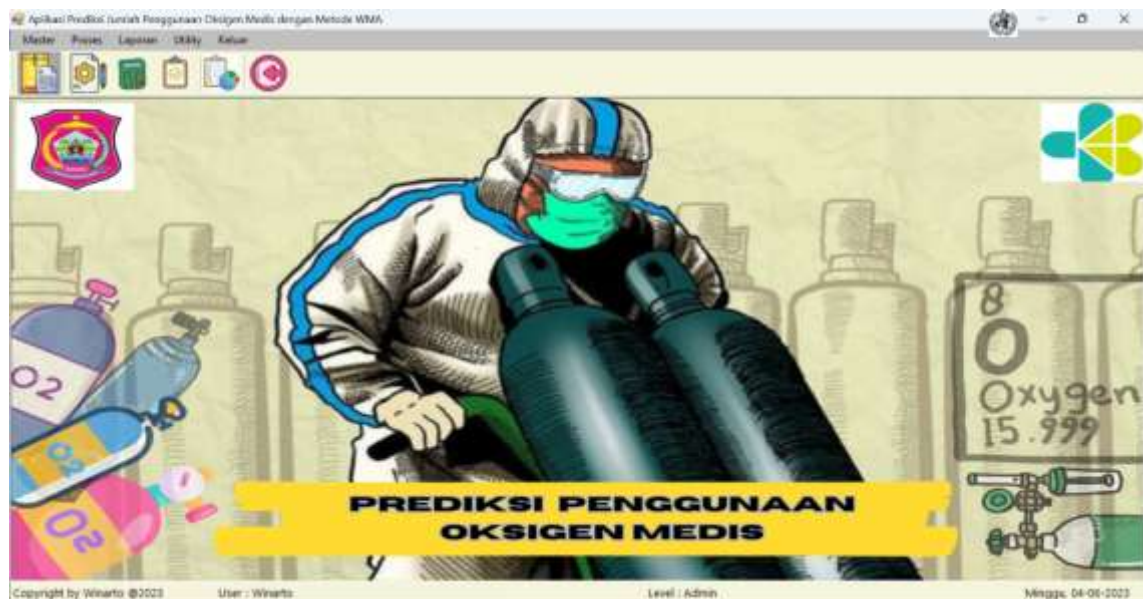 Aplikasi Prediksi Jumlah Penggunaan Oksigen Medis dengan Metode WMA
Master Proses Laporan Utility Keluar
8
O
Oxygen
15.999
O2
O2
O2
PREDIKSI PENGGUNAAN
OKSIGEN MEDIS
Copyright by Winarto @2023 User : Winarto Level : Admin Minggu, 04-06-2023